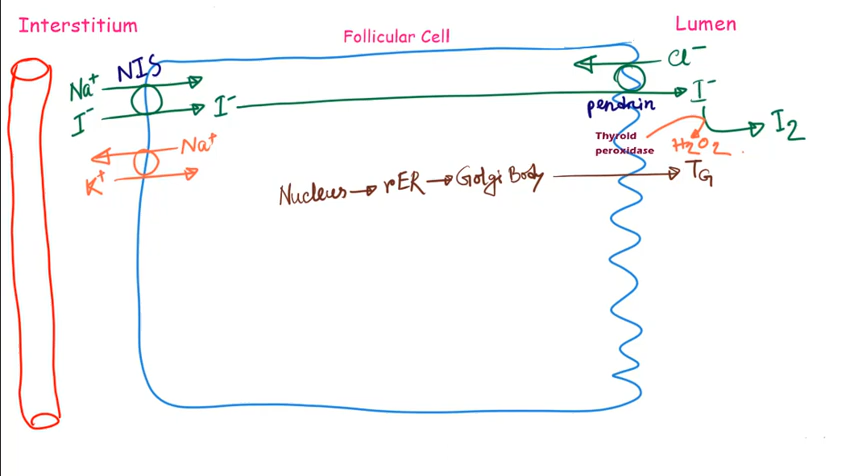 Interstitium
Follicular Cell
Lumen
NIS
Na⁺
I⁻
I⁻
Cl⁻
pendrin
I⁻
I₂
Thyroid
peroxidase
H₂O₂
Na⁺
K⁺
Nucleus → rER → Golgi Body → TG